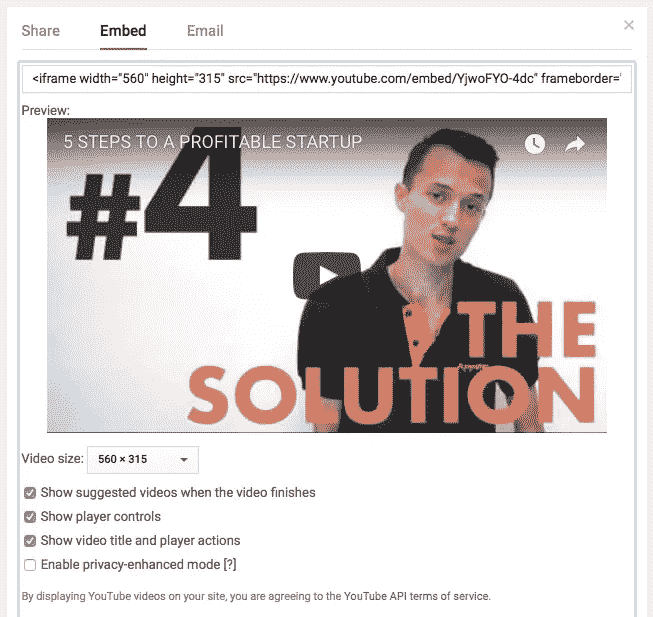 Share Embed Email
<iframe width="560" height="315" src="https://www.youtube.com/embed/YjwoFYO-4dc" frameborder=
Preview:
5 STEPS TO A PROFITABLE STARTUP
#4
THE
SOLUTION
Video size: 560 × 315
Show suggested videos when the video finishes
Show player controls
Show video title and player actions
Enable privacy-enhanced mode [?]
By displaying YouTube videos on your site, you are agreeing to the YouTube API terms of service.